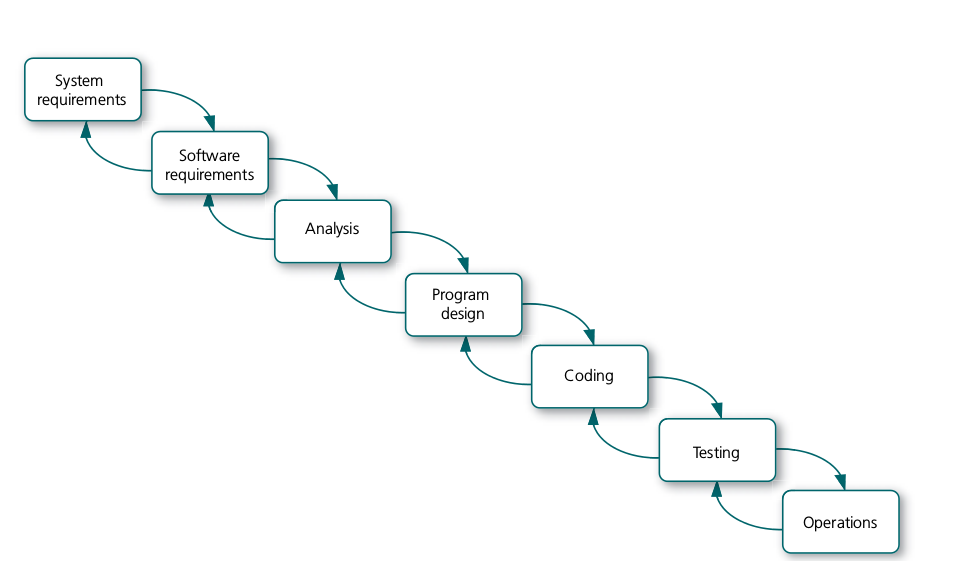 System
requirements
Software
requirements
Analysis
Program
design
Coding
Testing
Operations